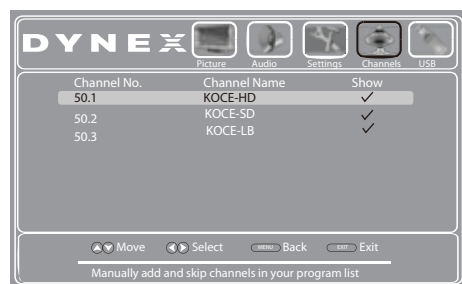 DYNEX
Picture Audio Settings Channels USB
Channel No. Channel Name Show
50.1 KOCE-HD
50.2 KOCE-SD
50.3 KOCE-LB
Move Select MENU Back EXIT Exit
Manually add and skip channels in your program list